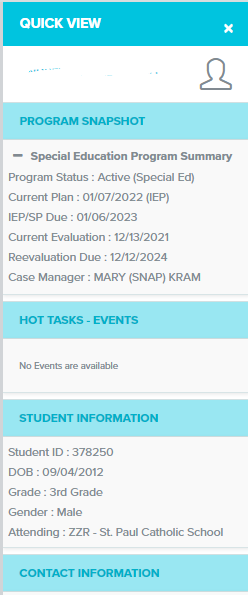 QUICK VIEW ×
PROGRAM SNAPSHOT
Special Education Program Summary
Program Status : Active (Special Ed)
Current Plan : 01/07/2022 (IEP)
IEP/SP Due : 01/06/2023
Current Evaluation : 12/13/2021
Reevaluation Due : 12/12/2024
Case Manager : MARY (SNAP) KRAM
HOT TASKS - EVENTS
No Events are available
STUDENT INFORMATION
Student ID : 378250
DOB : 09/04/2012
Grade : 3rd Grade
Gender : Male
Attending : ZZR - St. Paul Catholic School
CONTACT INFORMATION